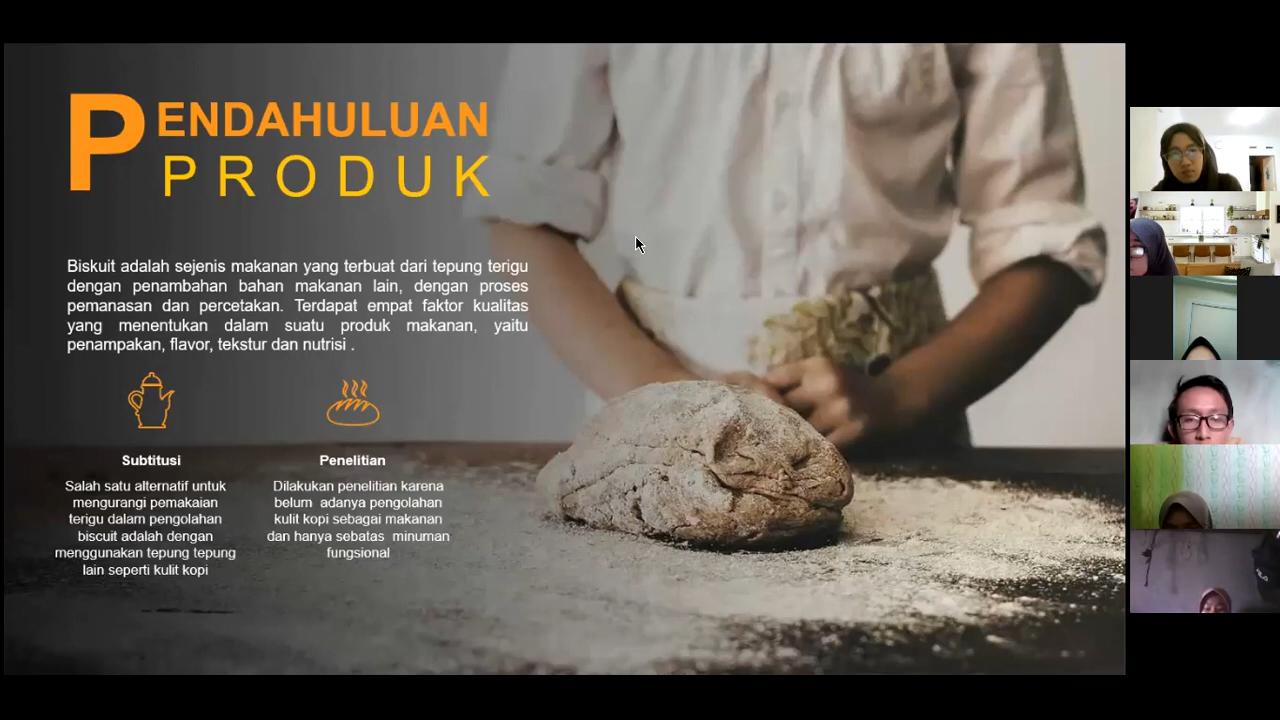 PENDAHULUAN
PRODUK
Biskuit adalah sejenis makanan yang terbuat dari tepung terigu
dengan penambahan bahan makanan lain, dengan proses
pemanasan dan percetakan. Terdapat empat faktor kualitas
yang menentukan dalam suatu produk makanan, yaitu
penampakan, flavor, tekstur dan nutrisi .
Subtitusi
Salah satu alternatif untuk
mengurangi pemakaian
terigu dalam pengolahan
biscuit adalah dengan
menggunakan tepung tepung
lain seperti kulit kopi
Penelitian
Dilakukan penelitian karena
belum  adanya pengolahan
kulit kopi sebagai makanan
dan hanya sebatas  minuman
fungsional